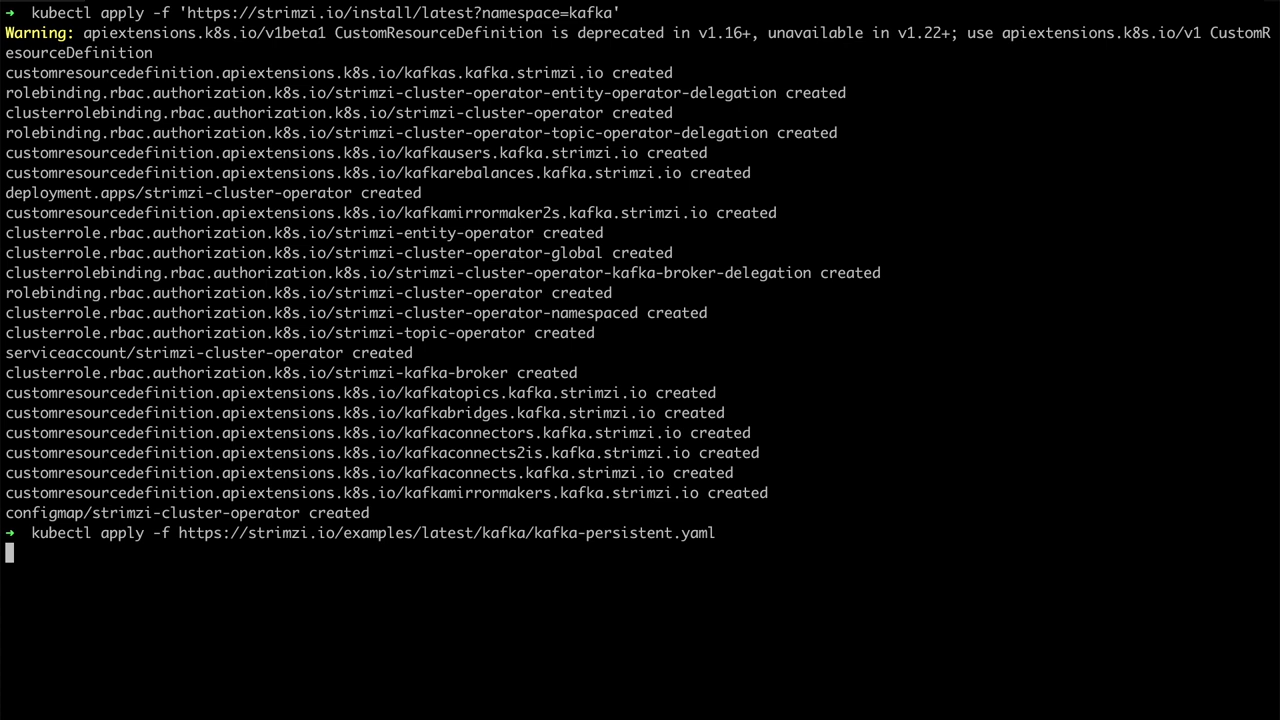 ➜  kubectl apply -f 'https://strimzi.io/install/latest?namespace=kafka'
Warning: apiextensions.k8s.io/v1beta1 CustomResourceDefinition is deprecated in v1.16+, unavailable in v1.22+; use apiextensions.k8s.io/v1 CustomR
esourceDefinition
customresourcedefinition.apiextensions.k8s.io/kafkas.kafka.strimzi.io created
rolebinding.rbac.authorization.k8s.io/strimzi-cluster-operator-entity-operator-delegation created
clusterrolebinding.rbac.authorization.k8s.io/strimzi-cluster-operator created
rolebinding.rbac.authorization.k8s.io/strimzi-cluster-operator-topic-operator-delegation created
customresourcedefinition.apiextensions.k8s.io/kafkausers.kafka.strimzi.io created
customresourcedefinition.apiextensions.k8s.io/kafkarebalances.kafka.strimzi.io created
deployment.apps/strimzi-cluster-operator created
customresourcedefinition.apiextensions.k8s.io/kafkamirrormaker2s.kafka.strimzi.io created
clusterrole.rbac.authorization.k8s.io/strimzi-entity-operator created
clusterrole.rbac.authorization.k8s.io/strimzi-cluster-operator-global created
clusterrolebinding.rbac.authorization.k8s.io/strimzi-cluster-operator-kafka-broker-delegation created
rolebinding.rbac.authorization.k8s.io/strimzi-cluster-operator created
clusterrole.rbac.authorization.k8s.io/strimzi-cluster-operator-namespaced created
clusterrole.rbac.authorization.k8s.io/strimzi-topic-operator created
serviceaccount/strimzi-cluster-operator created
clusterrole.rbac.authorization.k8s.io/strimzi-kafka-broker created
customresourcedefinition.apiextensions.k8s.io/kafkatopics.kafka.strimzi.io created
customresourcedefinition.apiextensions.k8s.io/kafkabridges.kafka.strimzi.io created
customresourcedefinition.apiextensions.k8s.io/kafkaconnectors.kafka.strimzi.io created
customresourcedefinition.apiextensions.k8s.io/kafkaconnects2is.kafka.strimzi.io created
customresourcedefinition.apiextensions.k8s.io/kafkaconnects.kafka.strimzi.io created
customresourcedefinition.apiextensions.k8s.io/kafkamirrormakers.kafka.strimzi.io created
configmap/strimzi-cluster-operator created
➜  kubectl apply -f https://strimzi.io/examples/latest/kafka/kafka-persistent.yaml